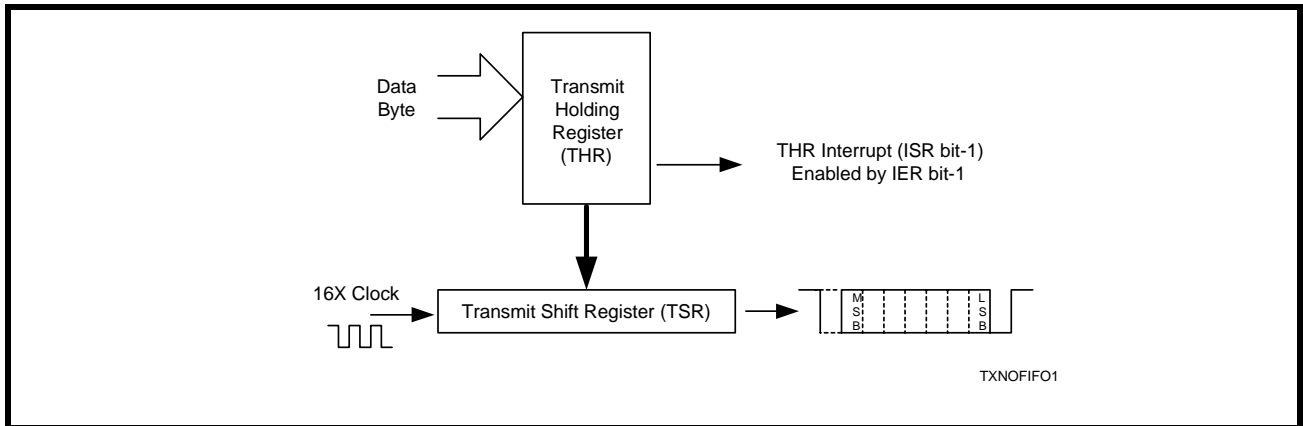 Data
Byte
Transmit
Holding
Register
(THR)
THR Interrupt (ISR bit-1)
Enabled by IER bit-1
16X Clock
Transmit Shift Register (TSR)
M
S
B
L
S
B
TXNOFIFO1